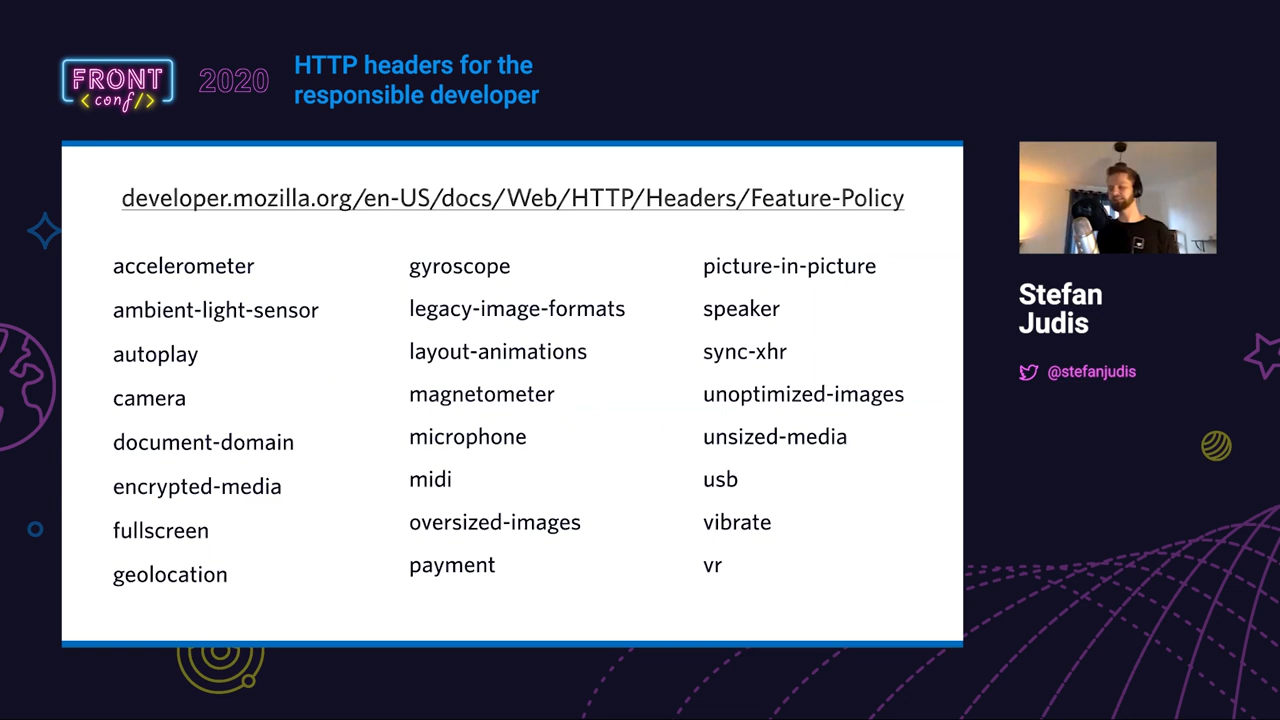 FRONT
<conf/>
2020
HTTP headers for the
responsible developer
developer.mozilla.org/en-US/docs/Web/HTTP/Headers/Feature-Policy
accelerometer
ambient-light-sensor
autoplay
camera
document-domain
encrypted-media
fullscreen
geolocation
gyroscope
legacy-image-formats
layout-animations
magnetometer
microphone
midi
oversized-images
payment
picture-in-picture
speaker
sync-xhr
unoptimized-images
unsized-media
usb
vibrate
vr
Stefan
Judis
@stefanjudis